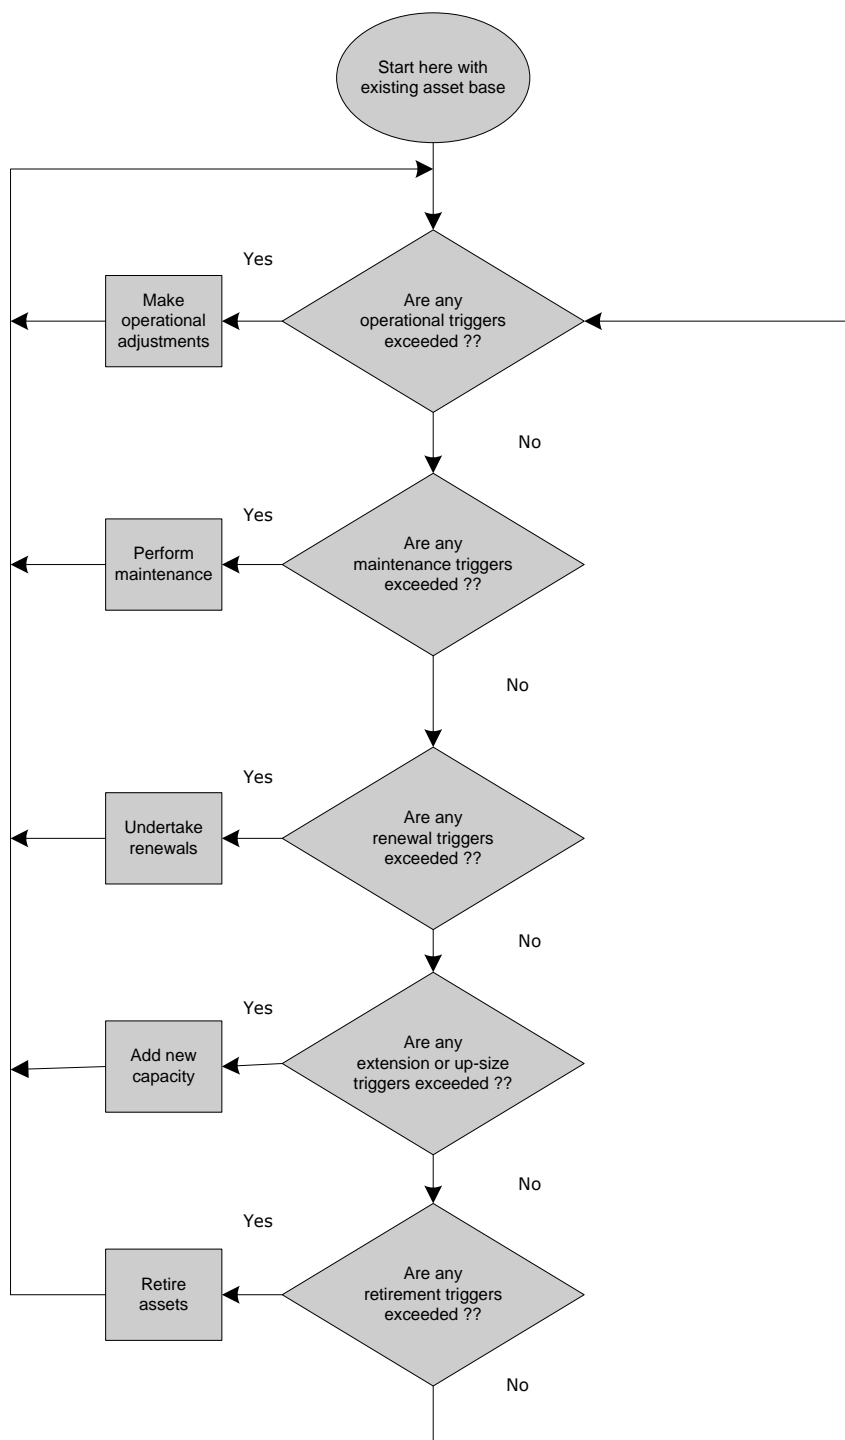 Start here with
existing asset base
Yes
Make
operational
adjustments
Are any
operational triggers
exceeded ??
No
Yes
Perform
maintenance
Are any
maintenance triggers
exceeded ??
No
Yes
Undertake
renewals
Are any
renewal triggers
exceeded ??
No
Yes
Add new
capacity
Are any
extension or up-size
triggers exceeded ??
No
Yes
Retire
assets
Are any
retirement triggers
exceeded ??
No